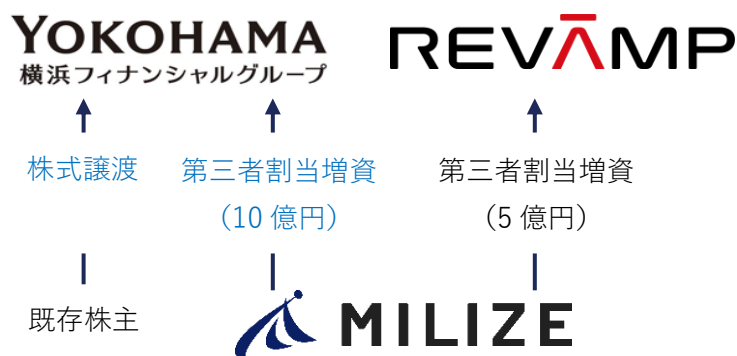 YOKOHAMA
横浜フィナンシャルグループ
REVAMP
株式譲渡
第三者割当増資
（10 億円）
第三者割当増資
（5 億円）
既存株主
MILIZE